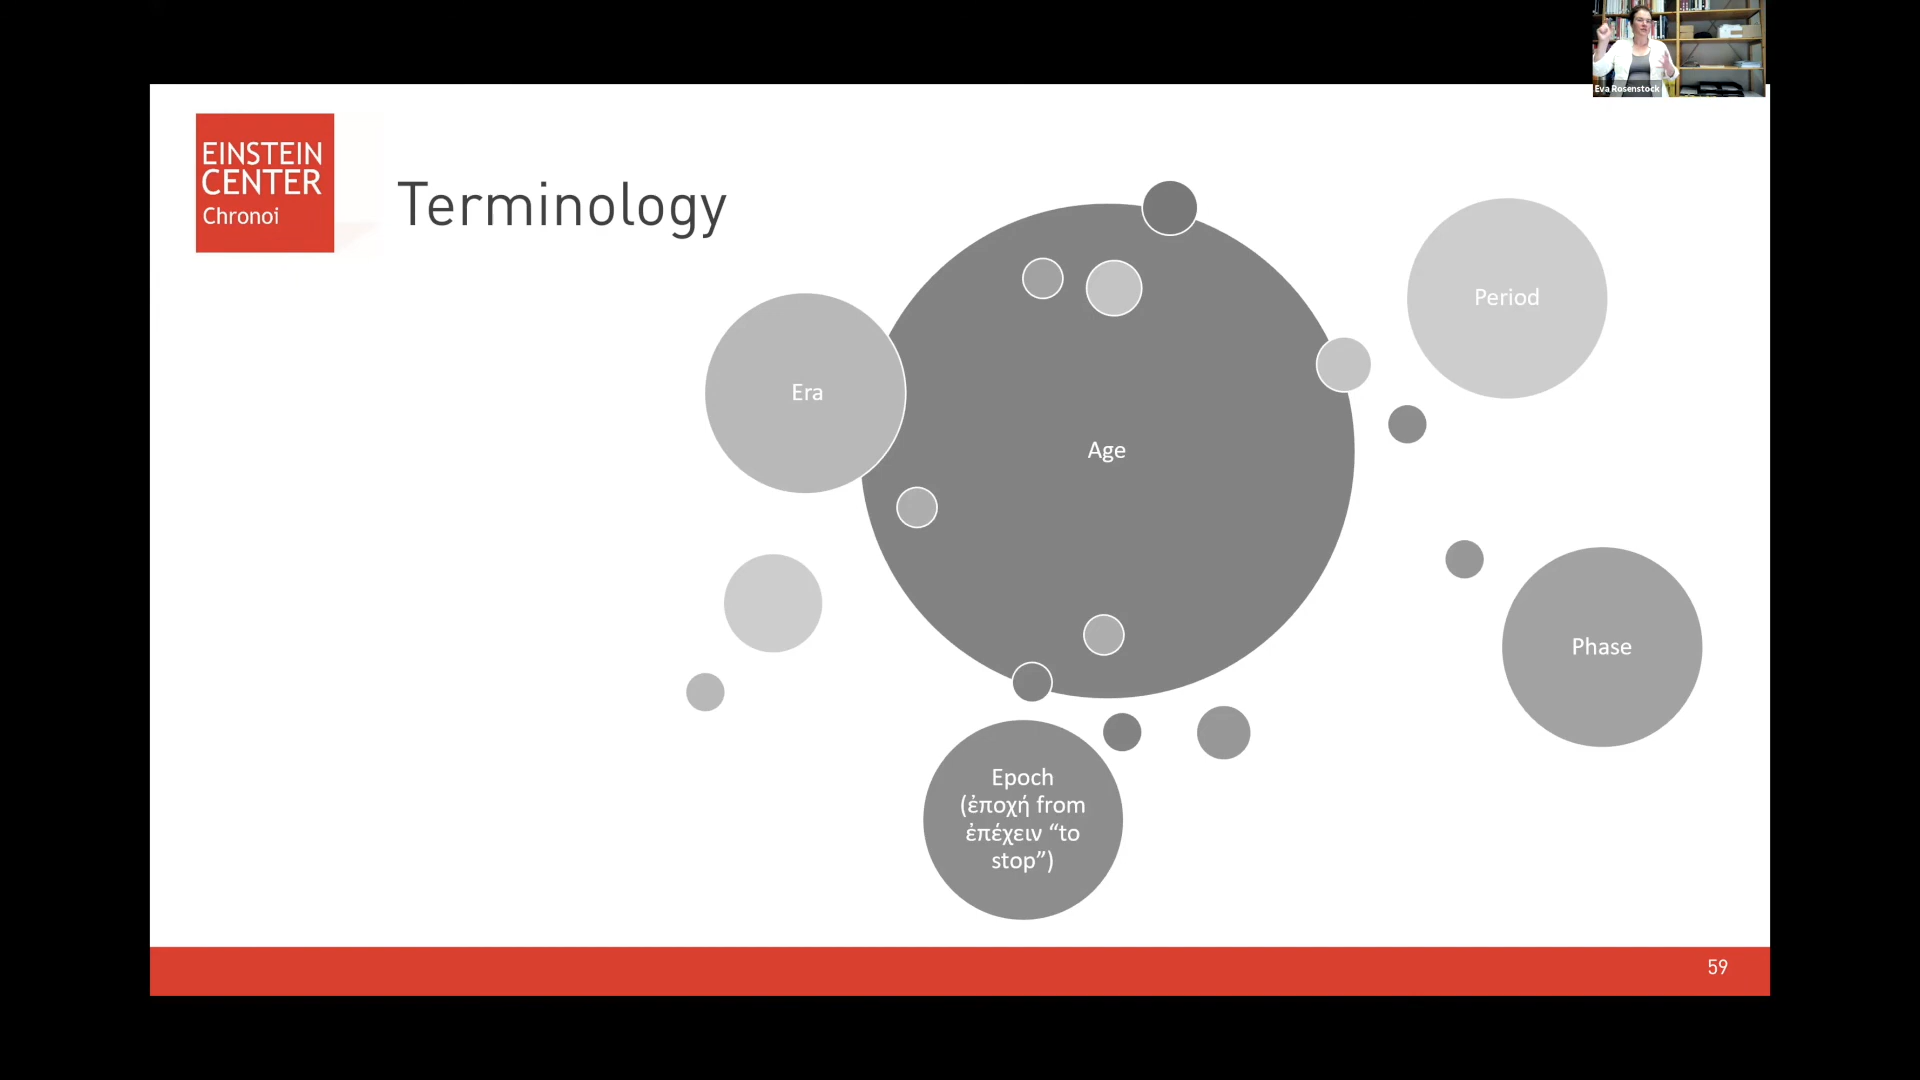 Eva Rosenstock
EINSTEIN
CENTER
Chronoi
Terminology
Period
Era
Age
Phase
Epoch
(ἐποχή from
ἐπέχειν “to
stop”)
59